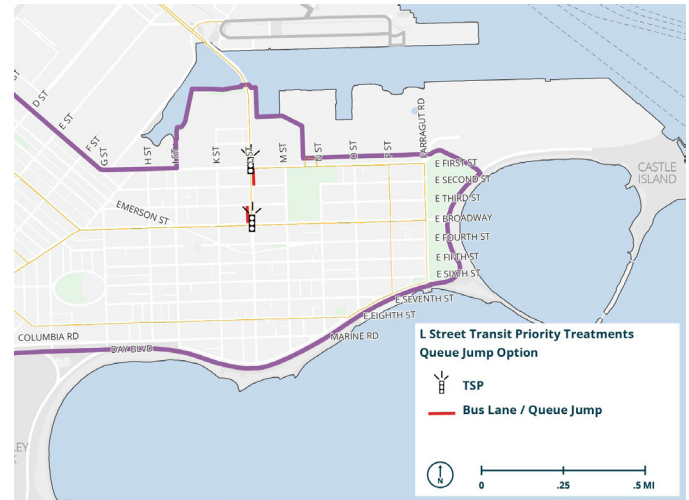 D ST
E ST
F ST
G ST
H ST
I ST
K ST
L ST
M ST
N ST
O ST
P ST
FARRAGUT RD
E FIRST ST
E SECOND ST
E THIRD ST
E BROADWAY
E FOURTH ST
E FIFTH ST
E SIXTH ST
E SEVENTH ST
E EIGHTH ST
MARINE RD
CASTLE
ISLAND
EMERSON ST
COLUMBIA RD
DAY BLVD
L Street Transit Priority Treatments
Queue Jump Option
TSP
Bus Lane / Queue Jump
N
0 .25 .5 MI